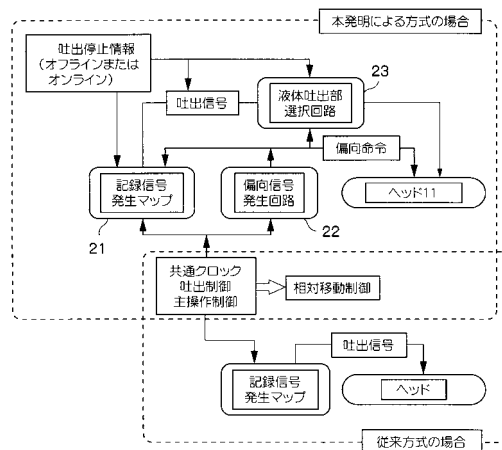 本発明による方式の場合
吐出停止情報
(オフラインまたは
オンライン)
23
吐出信号
液体吐出部
選択回路
偏向命令
記録信号
発生マップ
偏向信号
発生回路
ヘッド11
21
22
共通クロック
吐出制御
主操作制御
相対移動制御
吐出信号
記録信号
発生マップ
ヘッド
従来方式の場合